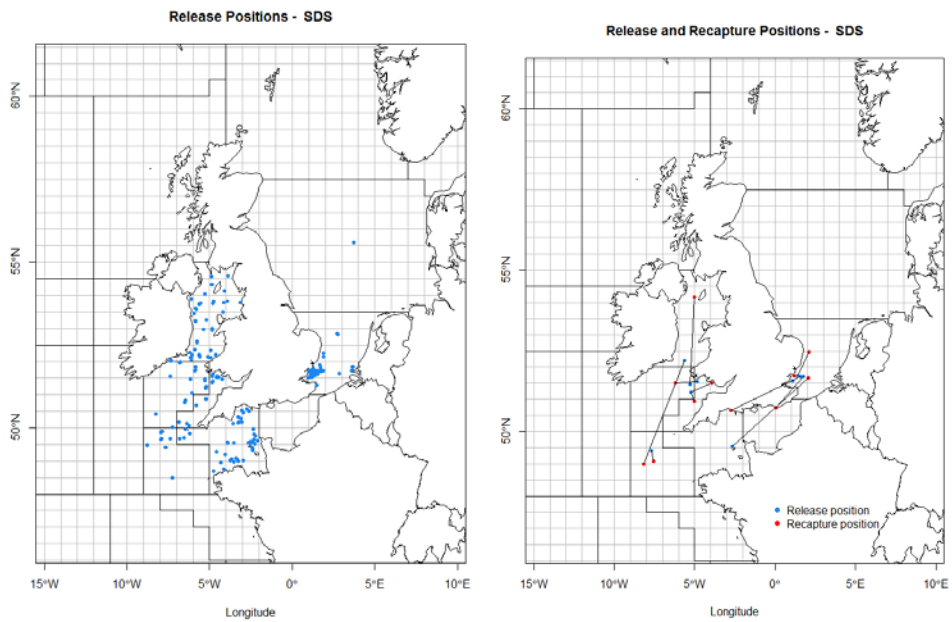 Release Positions - SDS
60°N
55°N
50°N
15°W
10°W
5°W
0°
5°E
10°E
Longitude
Release and Recapture Positions - SDS
60°N
55°N
50°N
Release position
Recapture position
15°W
10°W
5°W
0°
5°E
10°E
Longitude